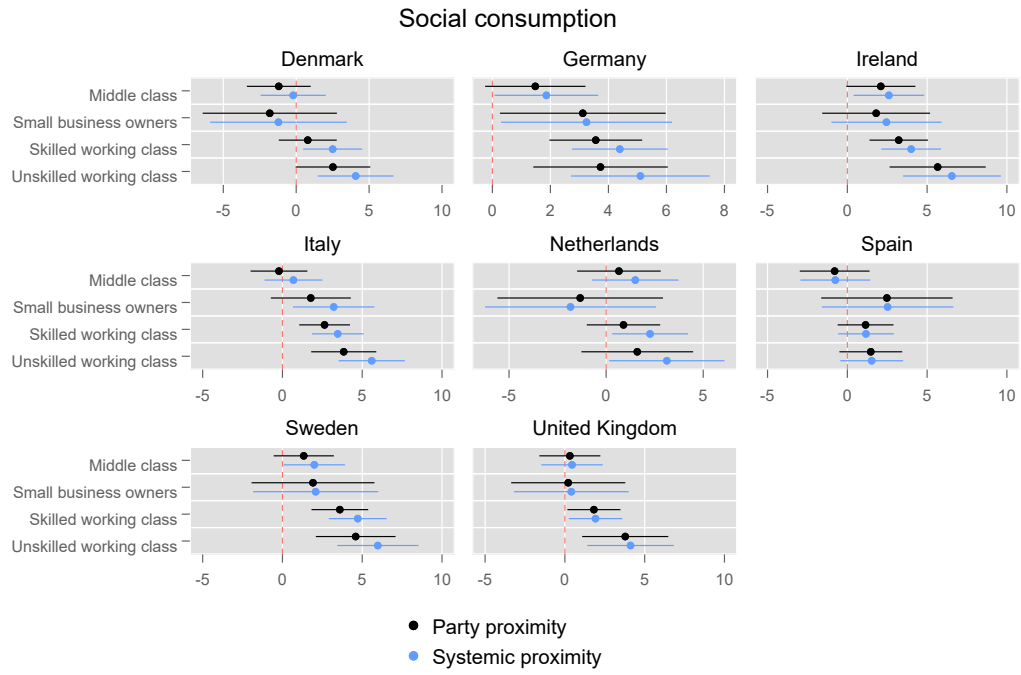 Social consumption
Denmark
Germany
Ireland
Middle class
Small business owners
Skilled working class
Unskilled working class
-5 0 5 10
0 2 4 6 8
-5 0 5 10
Italy
Netherlands
Spain
Middle class
Small business owners
Skilled working class
Unskilled working class
-5 0 5 10
-5 0 5
-5 0 5 10
Sweden
United Kingdom
Middle class
Small business owners
Skilled working class
Unskilled working class
-5 0 5 10
-5 0 5 10
Party proximity
Systemic proximity